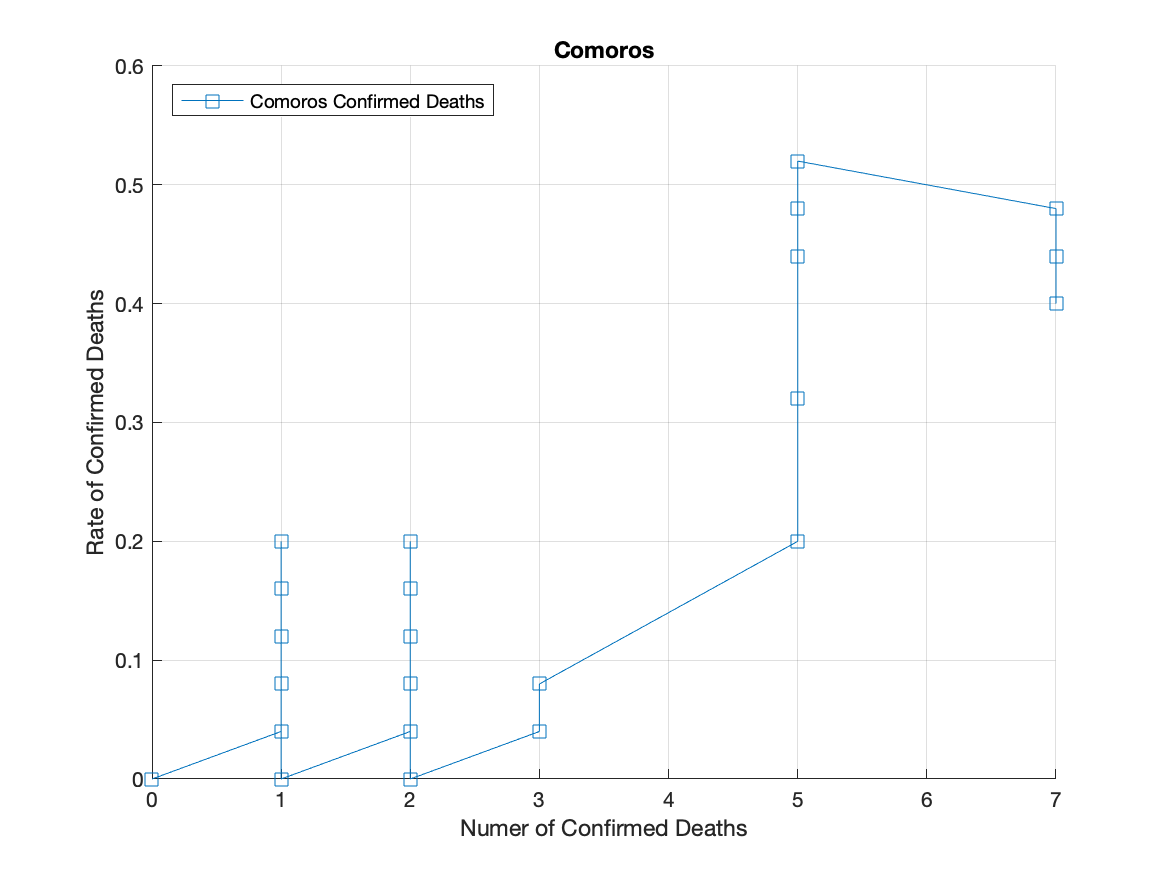 Comoros
Comoros Confirmed Deaths
Rate of Confirmed Deaths
0.6
0.5
0.4
0.3
0.2
0.1
0
0 1 2 3 4 5 6 7
Numer of Confirmed Deaths